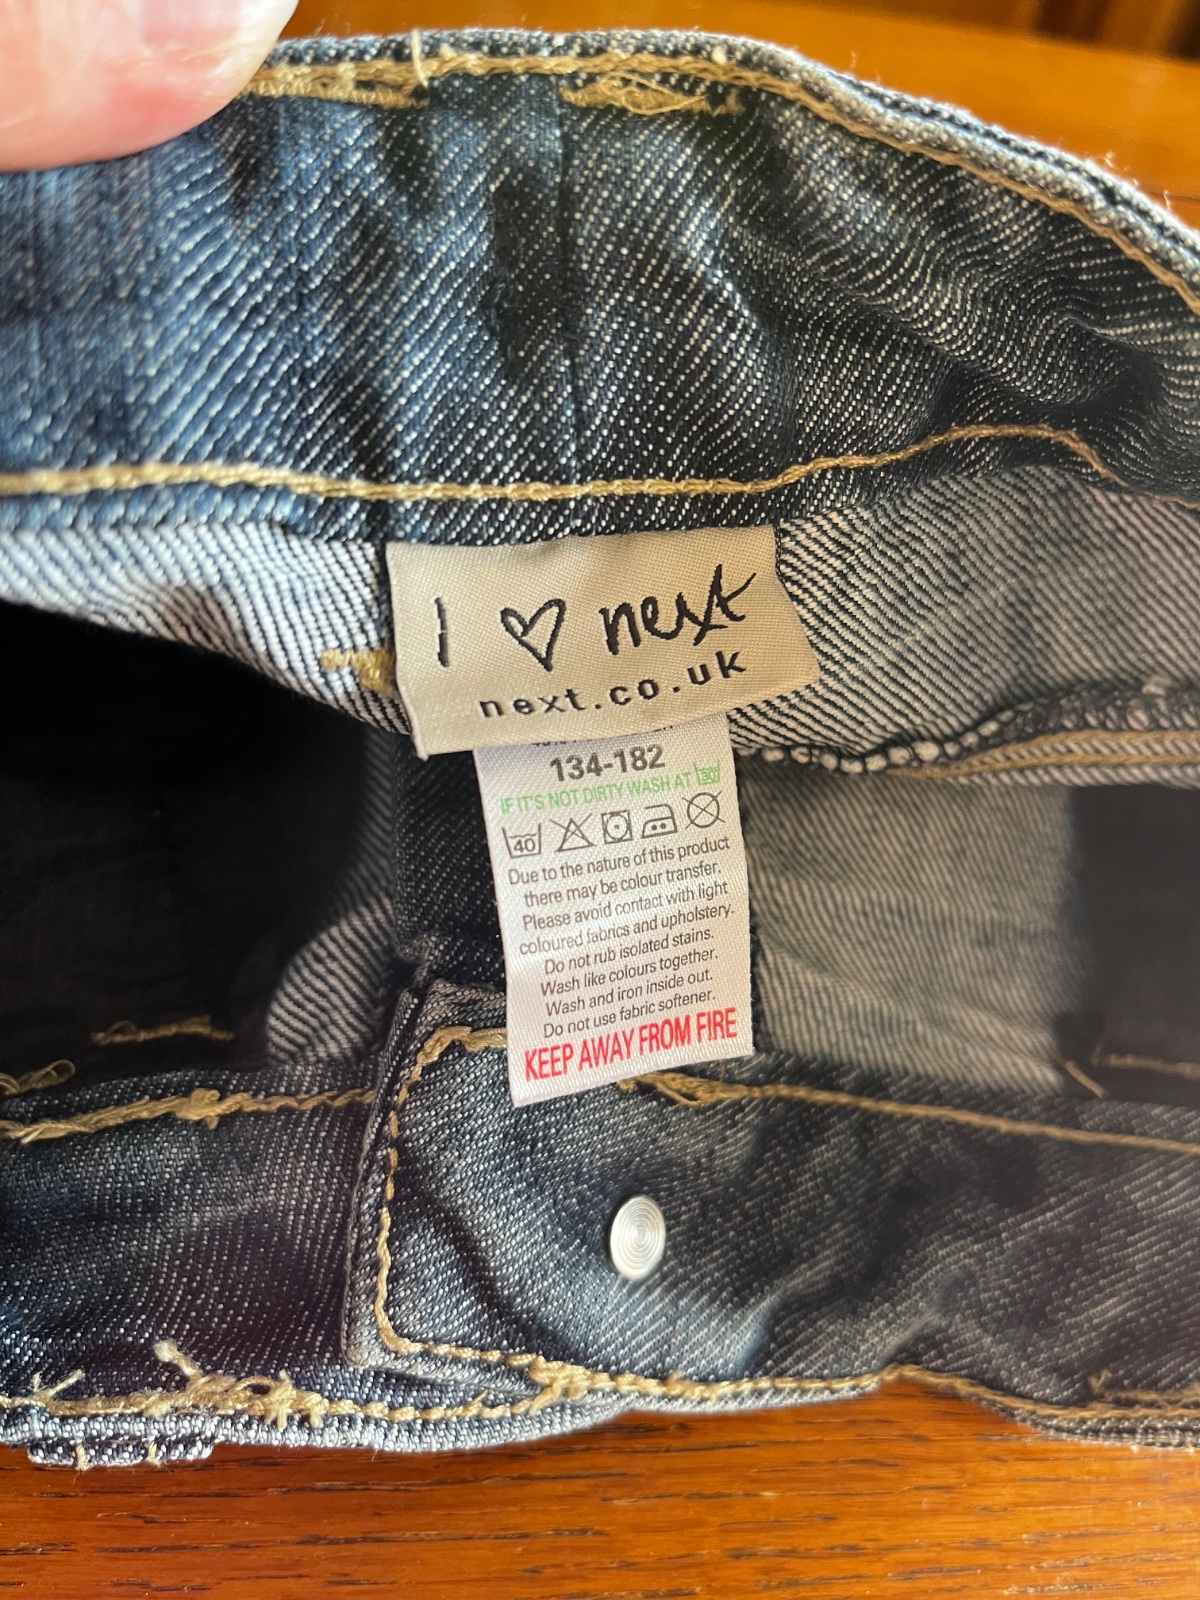 I ♡ next
next.co.uk
134-182
IF IT'S NOT DIRTY WASH AT 30
40
Due to the nature of this product
there may be colour transfer.
Please avoid contact with light
coloured fabrics and upholstery.
Do not rub isolated stains.
Wash like colours together.
Wash and iron inside out.
Do not use fabric softener.
KEEP AWAY FROM FIRE